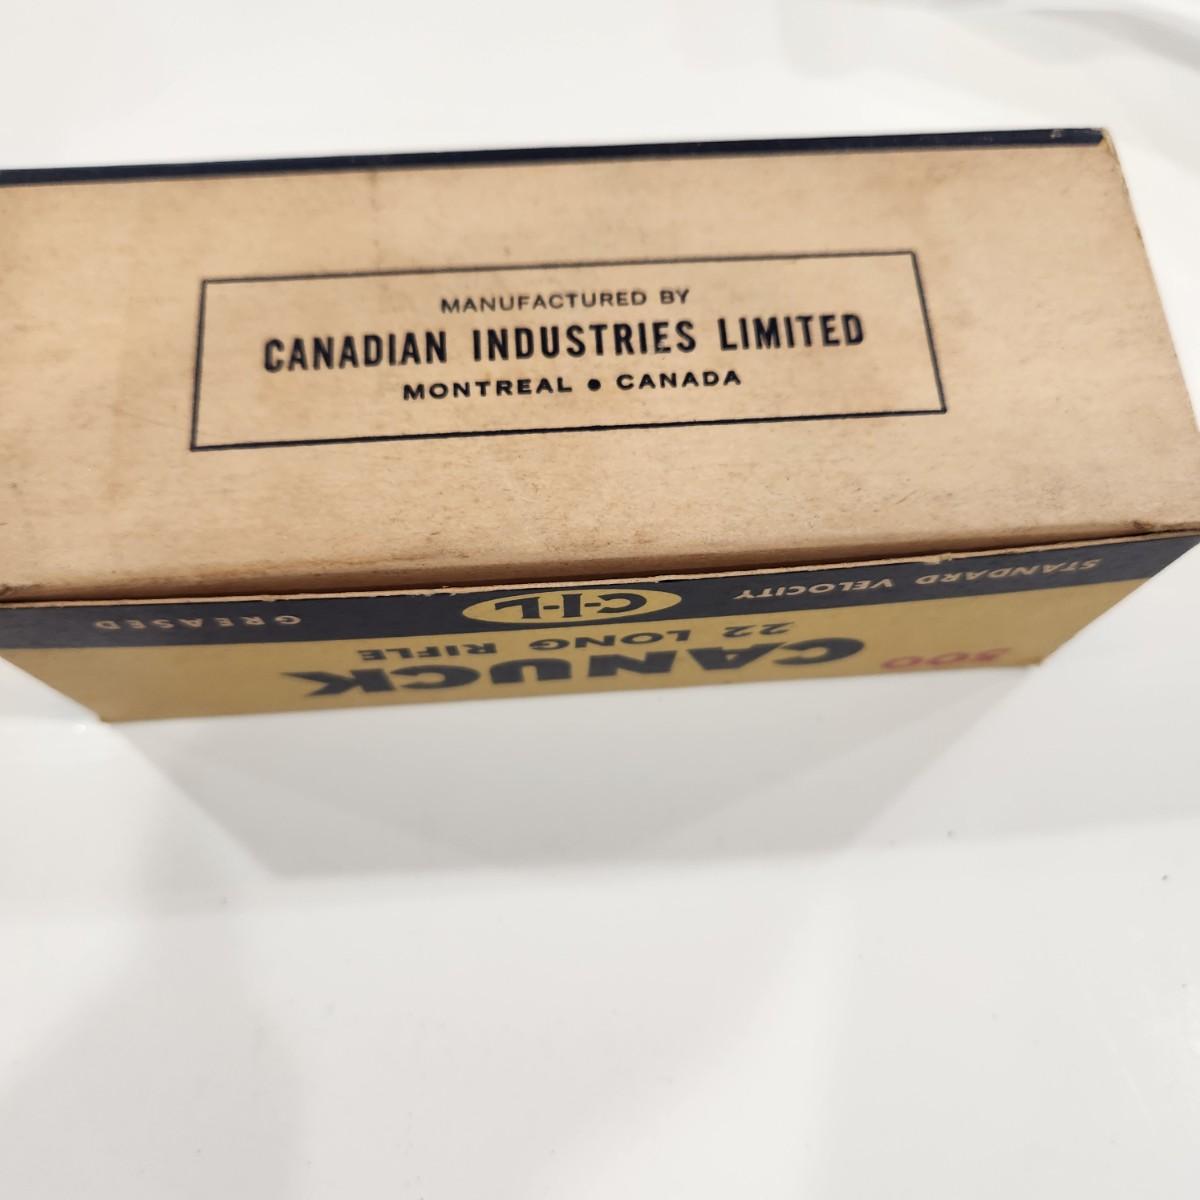 MANUFACTURED BY
CANADIAN INDUSTRIES LIMITED
MONTREAL • CANADA
STANDARD VELOCITY C-I-L GREASED
22 LONG RIFLE
500 CANUCK